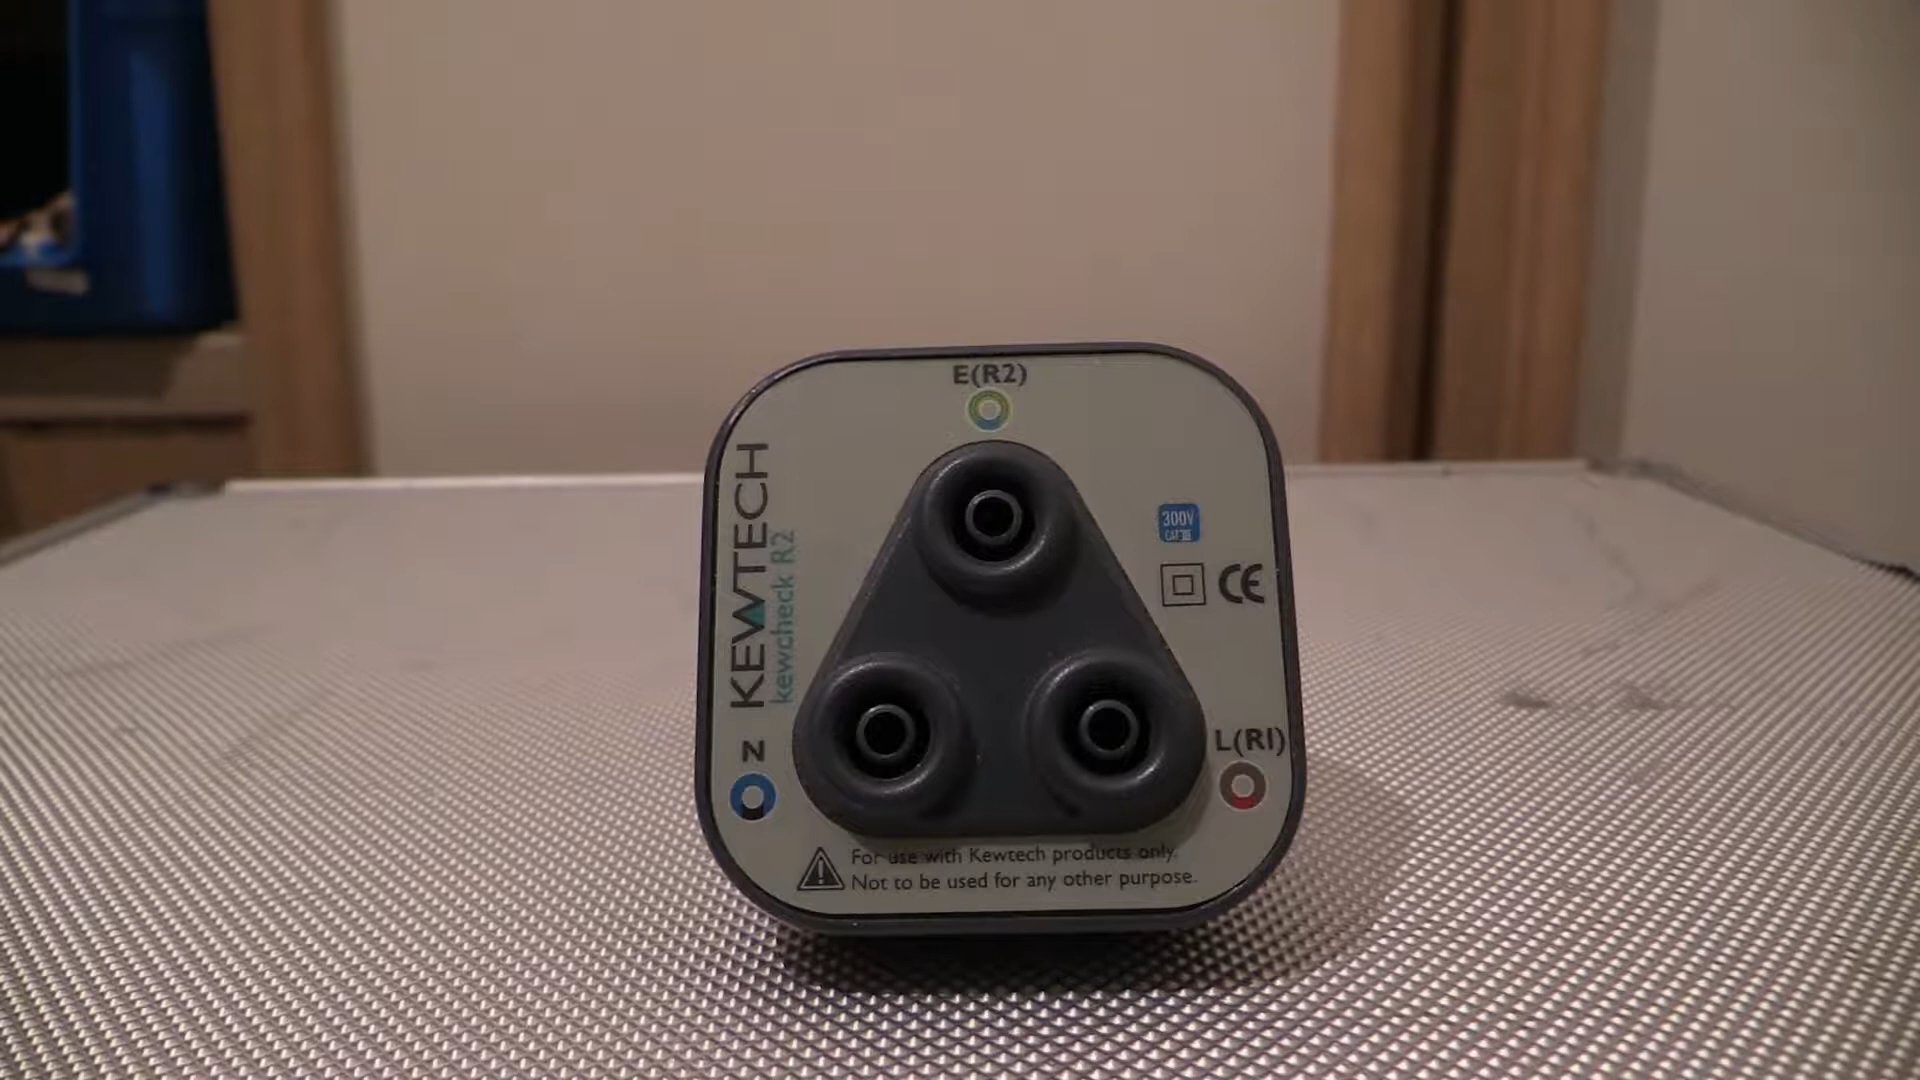 E(R2)
KEWTECH
kewcheck R2
300V
CAT III
CE
N
L(R1)
For use with Kewtech products only.
Not to be used for any other purpose.